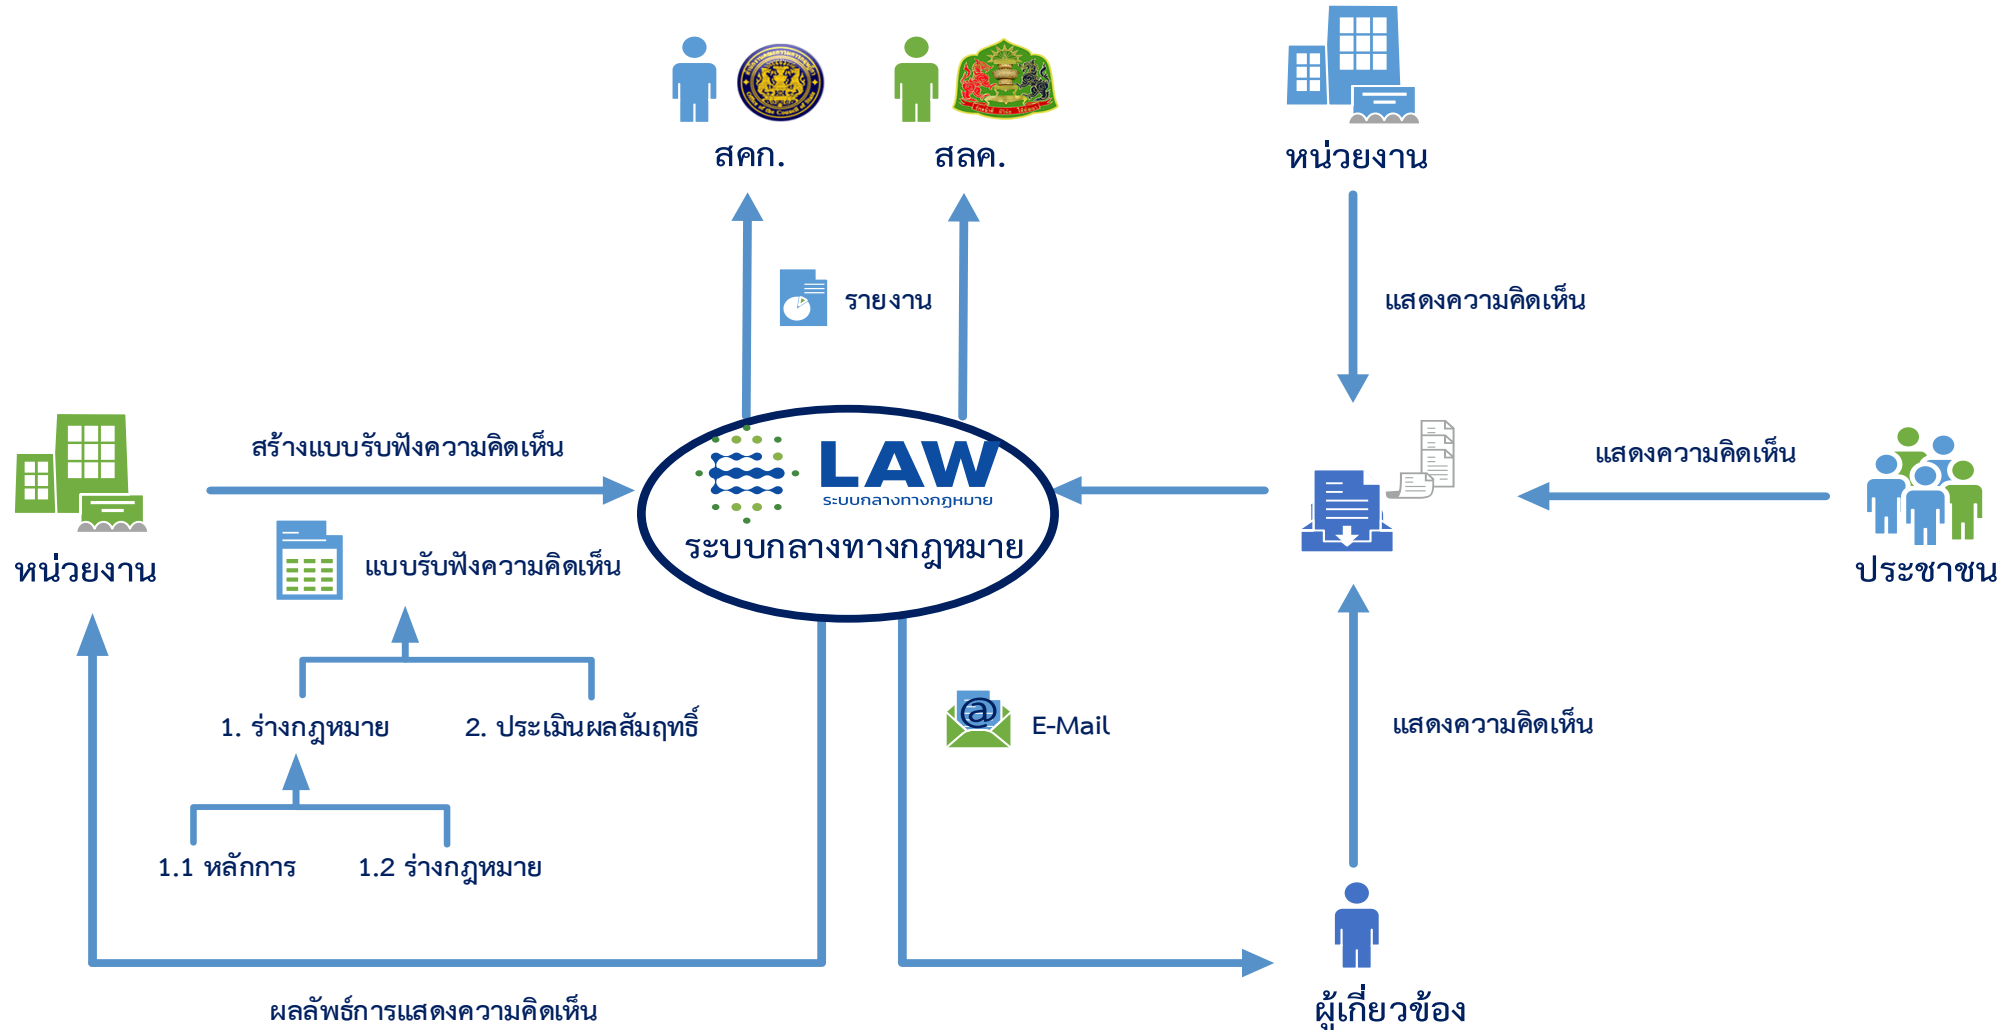 สคก.
สลค.
หน่วยงาน
รายงาน
แสดงความคิดเห็น
สร้างแบบรับฟังความคิดเห็น
LAW
ระบบกลางทางกฎหมาย
ระบบกลางทางกฎหมาย
แสดงความคิดเห็น
หน่วยงาน
แบบรับฟังความคิดเห็น
ประชาชน
1. ร่างกฎหมาย
2. ประเมินผลสัมฤทธิ์
@
E-Mail
แสดงความคิดเห็น
1.1 หลักการ
1.2 ร่างกฎหมาย
ผลลัพธ์การแสดงความคิดเห็น
ผู้เกี่ยวข้อง